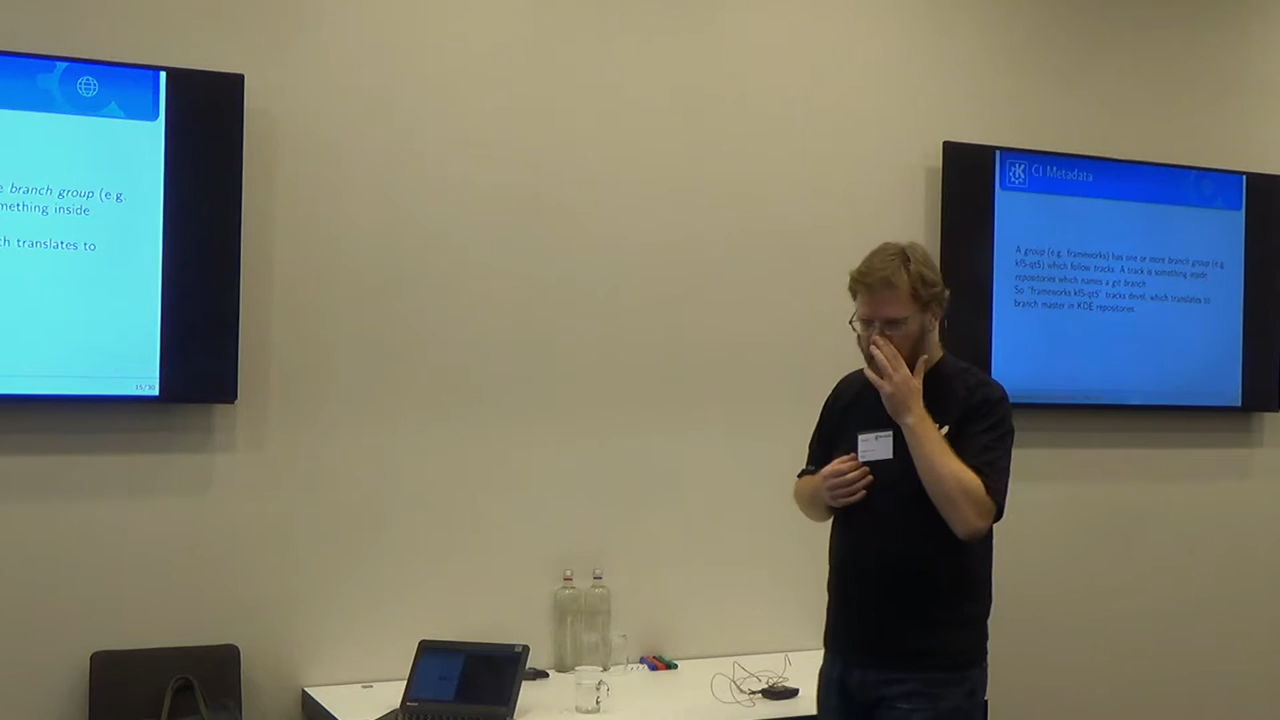 e branch group (e.g.
mething inside
ch translates to
15/30
CI Metadata
A group (e.g. frameworks) has one or more branch group (e.g.
kf5-qt5) which follow tracks. A track is something inside
repositories which names a git branch.
So "frameworks kf5-qt5" tracks devel, which translates to
branch master in KDE repositories.